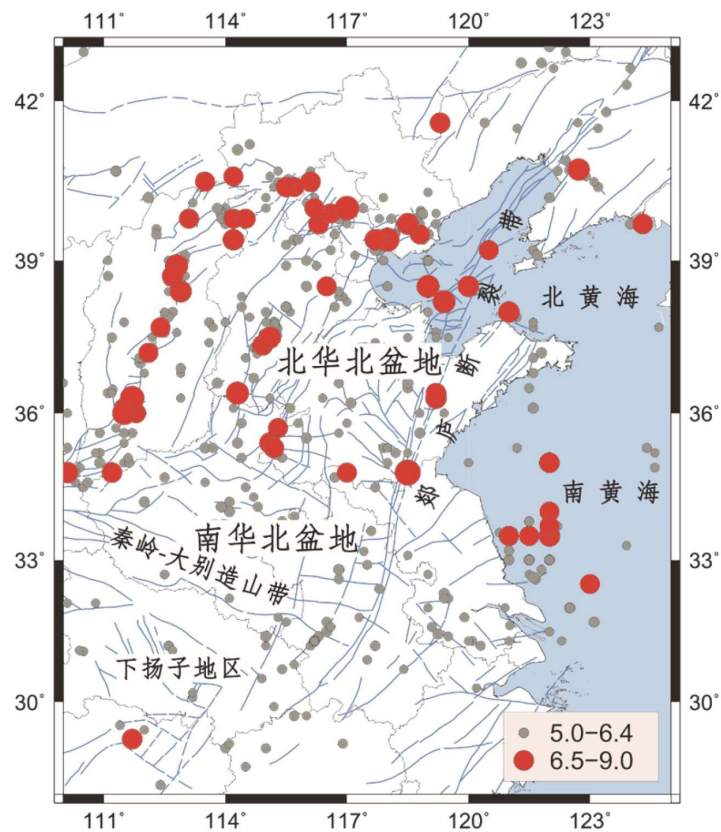 111° 114° 117° 120° 123°
42° 42°
39° 39°
36° 36°
33° 33°
30° 30°
北黄海
北华北盆地
郯庐断裂带
南黄海
南华北盆地
秦岭-大别造山带
下扬子地区
5.0–6.4
6.5–9.0
111° 114° 117° 120° 123°